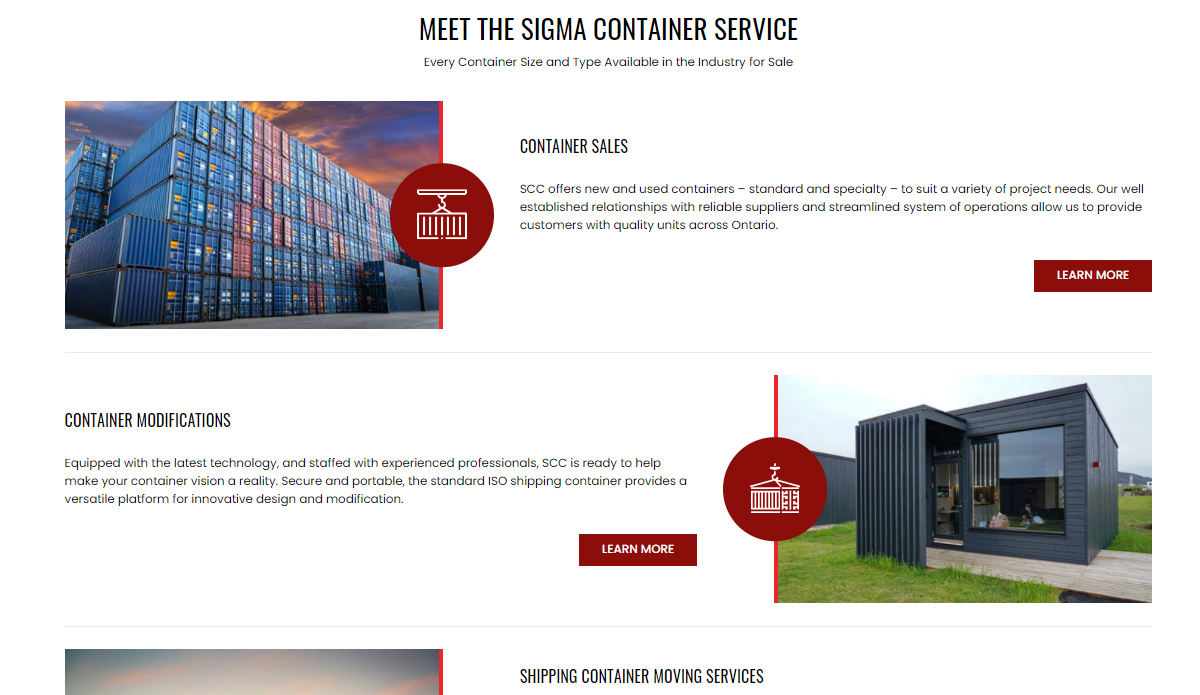 MEET THE SIGMA CONTAINER SERVICE
Every Container Size and Type Available in the Industry for Sale
CONTAINER SALES
SCC offers new and used containers – standard and specialty – to suit a variety of project needs. Our well
established relationships with reliable suppliers and streamlined system of operations allow us to provide
customers with quality units across Ontario.
LEARN MORE
CONTAINER MODIFICATIONS
Equipped with the latest technology, and staffed with experienced professionals, SCC is ready to help
make your container vision a reality. Secure and portable, the standard ISO shipping container provides a
versatile platform for innovative design and modification.
LEARN MORE
SHIPPING CONTAINER MOVING SERVICES